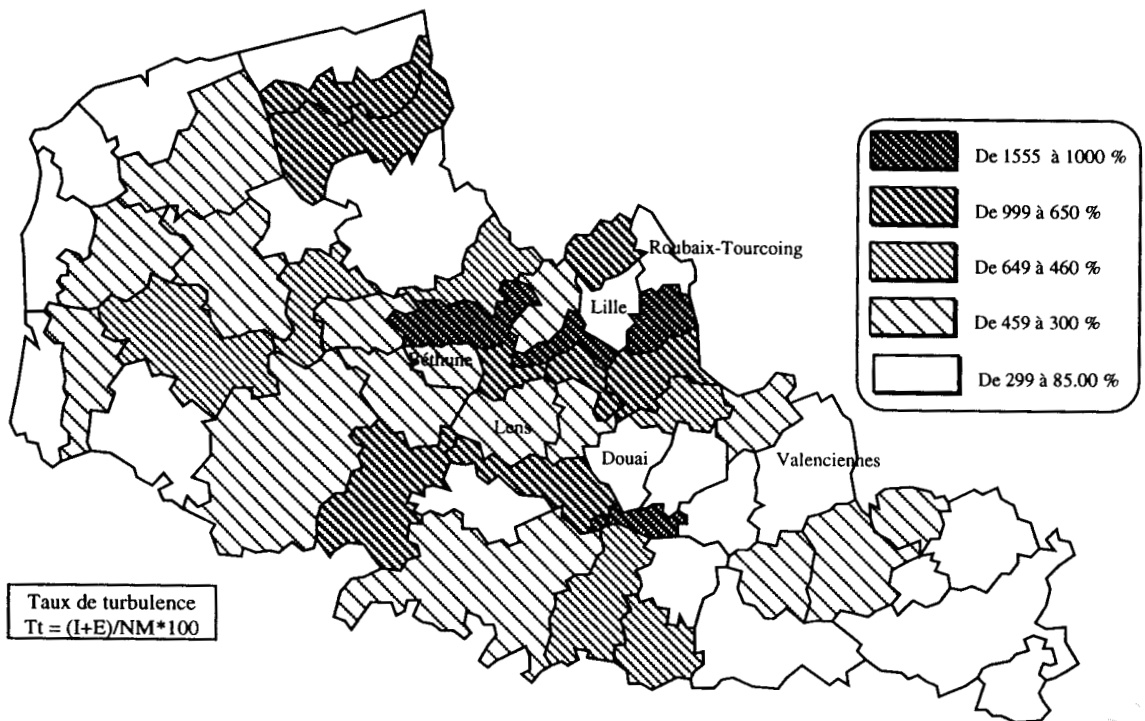 De 1555 à 1000 %
De 999 à 650 %
Roubaix-Tourcoing
De 649 à 460 %
Lille
De 459 à 300 %
Béthune
De 299 à 85.00 %
Lens
Douai
Valenciennes
Taux de turbulence
Tt = (I+E)/NM*100